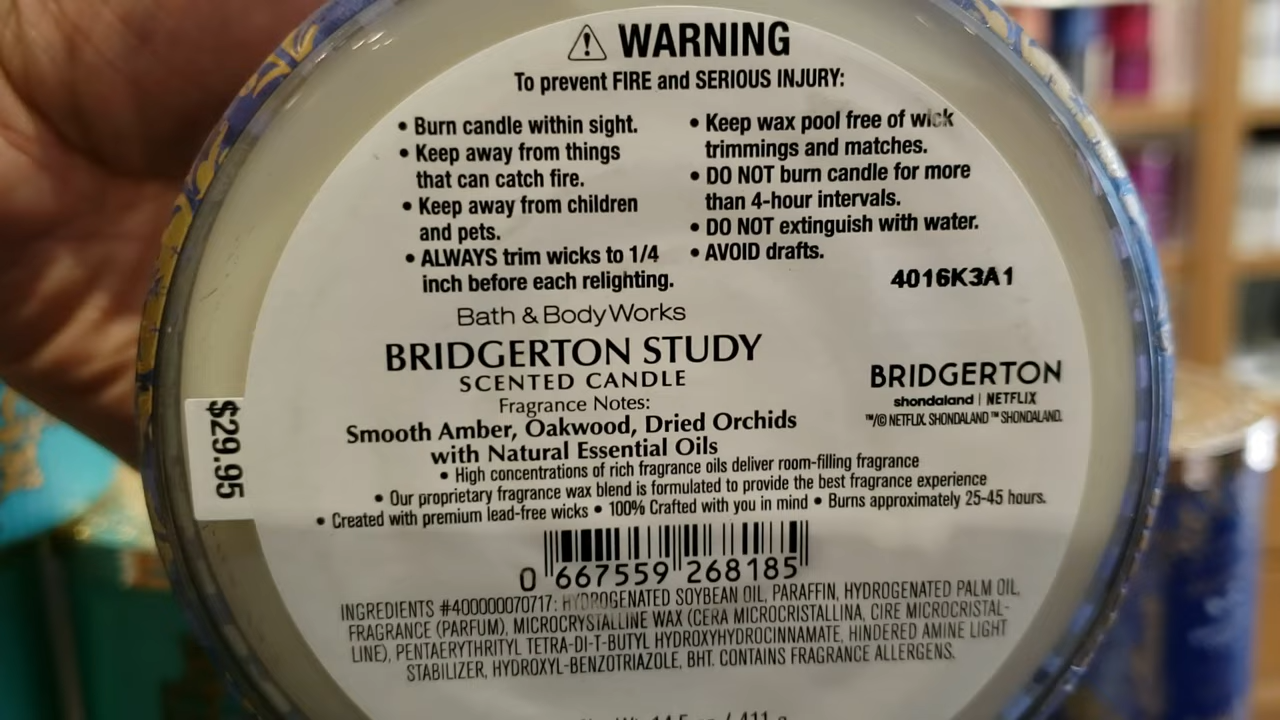 ⚠ WARNING
To prevent FIRE and SERIOUS INJURY:
• Burn candle within sight.
• Keep away from things
that can catch fire.
• Keep away from children
and pets.
• ALWAYS trim wicks to 1/4
inch before each relighting.
• Keep wax pool free of wick
trimmings and matches.
• DO NOT burn candle for more
than 4-hour intervals.
• DO NOT extinguish with water.
• AVOID drafts.
4016K3A1
Bath & Body Works
BRIDGERTON STUDY
SCENTED CANDLE
Fragrance Notes:
Smooth Amber, Oakwood, Dried Orchids
with Natural Essential Oils
BRIDGERTON
shondaland | NETFLIX
™/© NETFLIX. SHONDALAND ™ SHONDALAND.
$29.95
• High concentrations of rich fragrance oils deliver room-filling fragrance
• Our proprietary fragrance wax blend is formulated to provide the best fragrance experience
• Created with premium lead-free wicks • 100% Crafted with you in mind • Burns approximately 25-45 hours.
0 667559 268185
INGREDIENTS #400000070717: HYDROGENATED SOYBEAN OIL, PARAFFIN, HYDROGENATED PALM OIL,
FRAGRANCE (PARFUM), MICROCRYSTALLINE WAX (CERA MICROCRISTALLINA, CIRE MICROCRISTAL-
LINE), PENTAERYTHRITYL TETRA-DI-T-BUTYL HYDROXYHYDROCINNAMATE, HINDERED AMINE LIGHT
STABILIZER, HYDROXYL-BENZOTRIAZOLE, BHT. CONTAINS FRAGRANCE ALLERGENS.
14.5 oz / 411 g